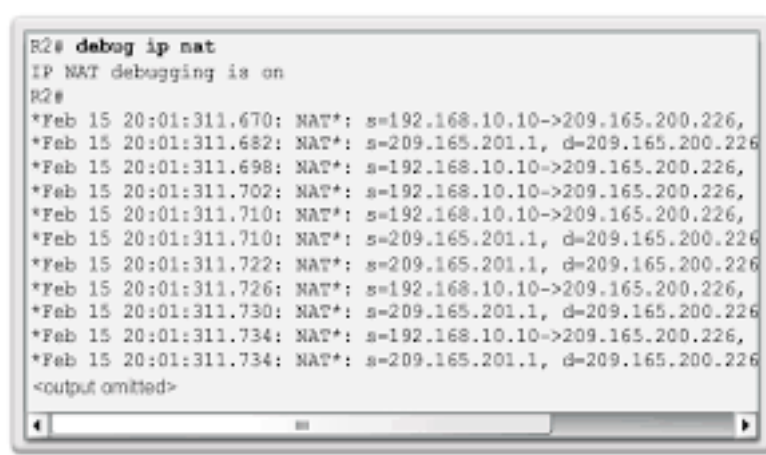 R2# debug ip nat
IP NAT debugging is on
R2#
*Feb 15 20:01:311.670: NAT*: s=192.168.10.10->209.165.200.226,
*Feb 15 20:01:311.682: NAT*: s=209.165.201.1, d=209.165.200.226
*Feb 15 20:01:311.698: NAT*: s=192.168.10.10->209.165.200.226,
*Feb 15 20:01:311.702: NAT*: s=192.168.10.10->209.165.200.226,
*Feb 15 20:01:311.710: NAT*: s=192.168.10.10->209.165.200.226,
*Feb 15 20:01:311.710: NAT*: s=209.165.201.1, d=209.165.200.226
*Feb 15 20:01:311.722: NAT*: s=209.165.201.1, d=209.165.200.226
*Feb 15 20:01:311.726: NAT*: s=192.168.10.10->209.165.200.226,
*Feb 15 20:01:311.730: NAT*: s=209.165.201.1, d=209.165.200.226
*Feb 15 20:01:311.734: NAT*: s=192.168.10.10->209.165.200.226,
*Feb 15 20:01:311.734: NAT*: s=209.165.201.1, d=209.165.200.226
<output omitted>